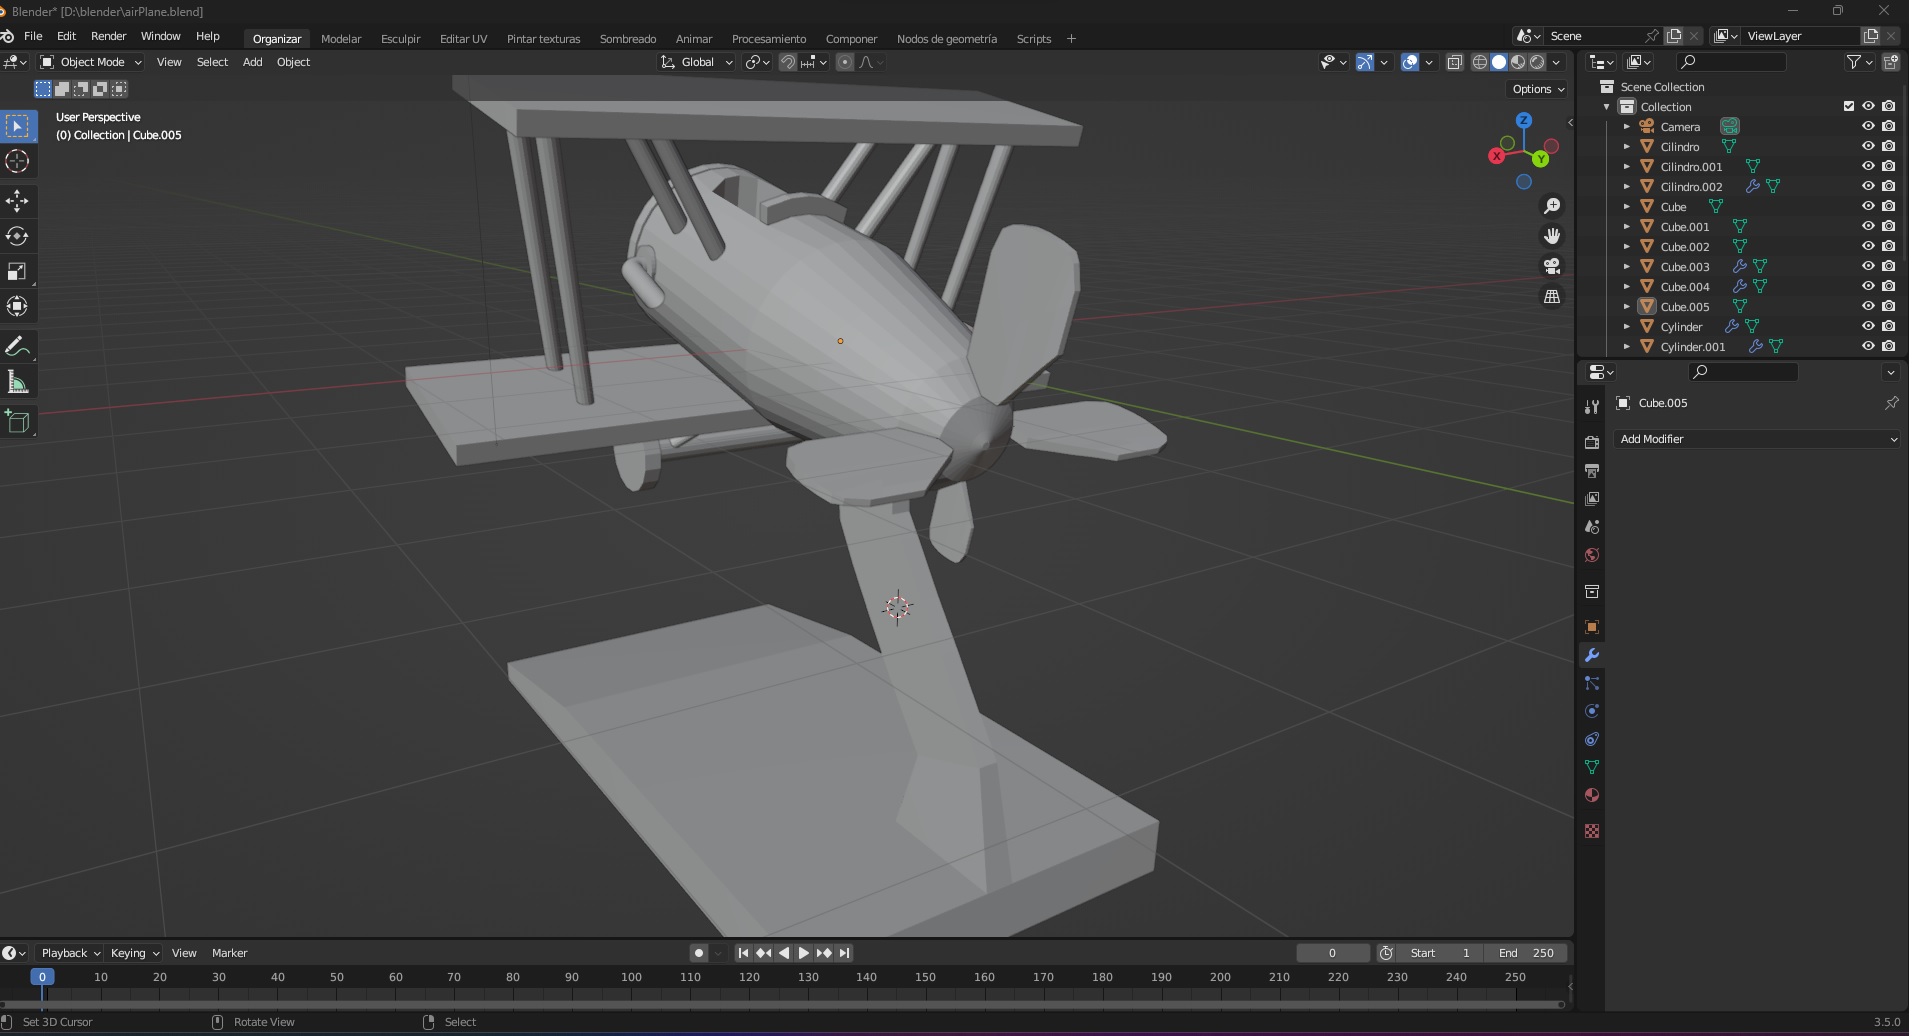 Blender* [D:\blender\airPlane.blend]
File Edit Render Window Help Organizar Modelar Esculpir Editar UV Pintar texturas Sombreado Animar Procesamiento Componer Nodos de geometría Scripts + Scene ViewLayer
Object Mode View Select Add Object Global
Options
User Perspective
(0) Collection | Cube.005
Z
X
Y
Scene Collection
Collection
Camera
Cilindro
Cilindro.001
Cilindro.002
Cube
Cube.001
Cube.002
Cube.003
Cube.004
Cube.005
Cylinder
Cylinder.001
Cube.005
Add Modifier
Playback Keying View Marker 0 Start 1 End 250
0 10 20 30 40 50 60 70 80 90 100 110 120 130 140 150 160 170 180 190 200 210 220 230 240 250
Set 3D Cursor Rotate View Select 3.5.0